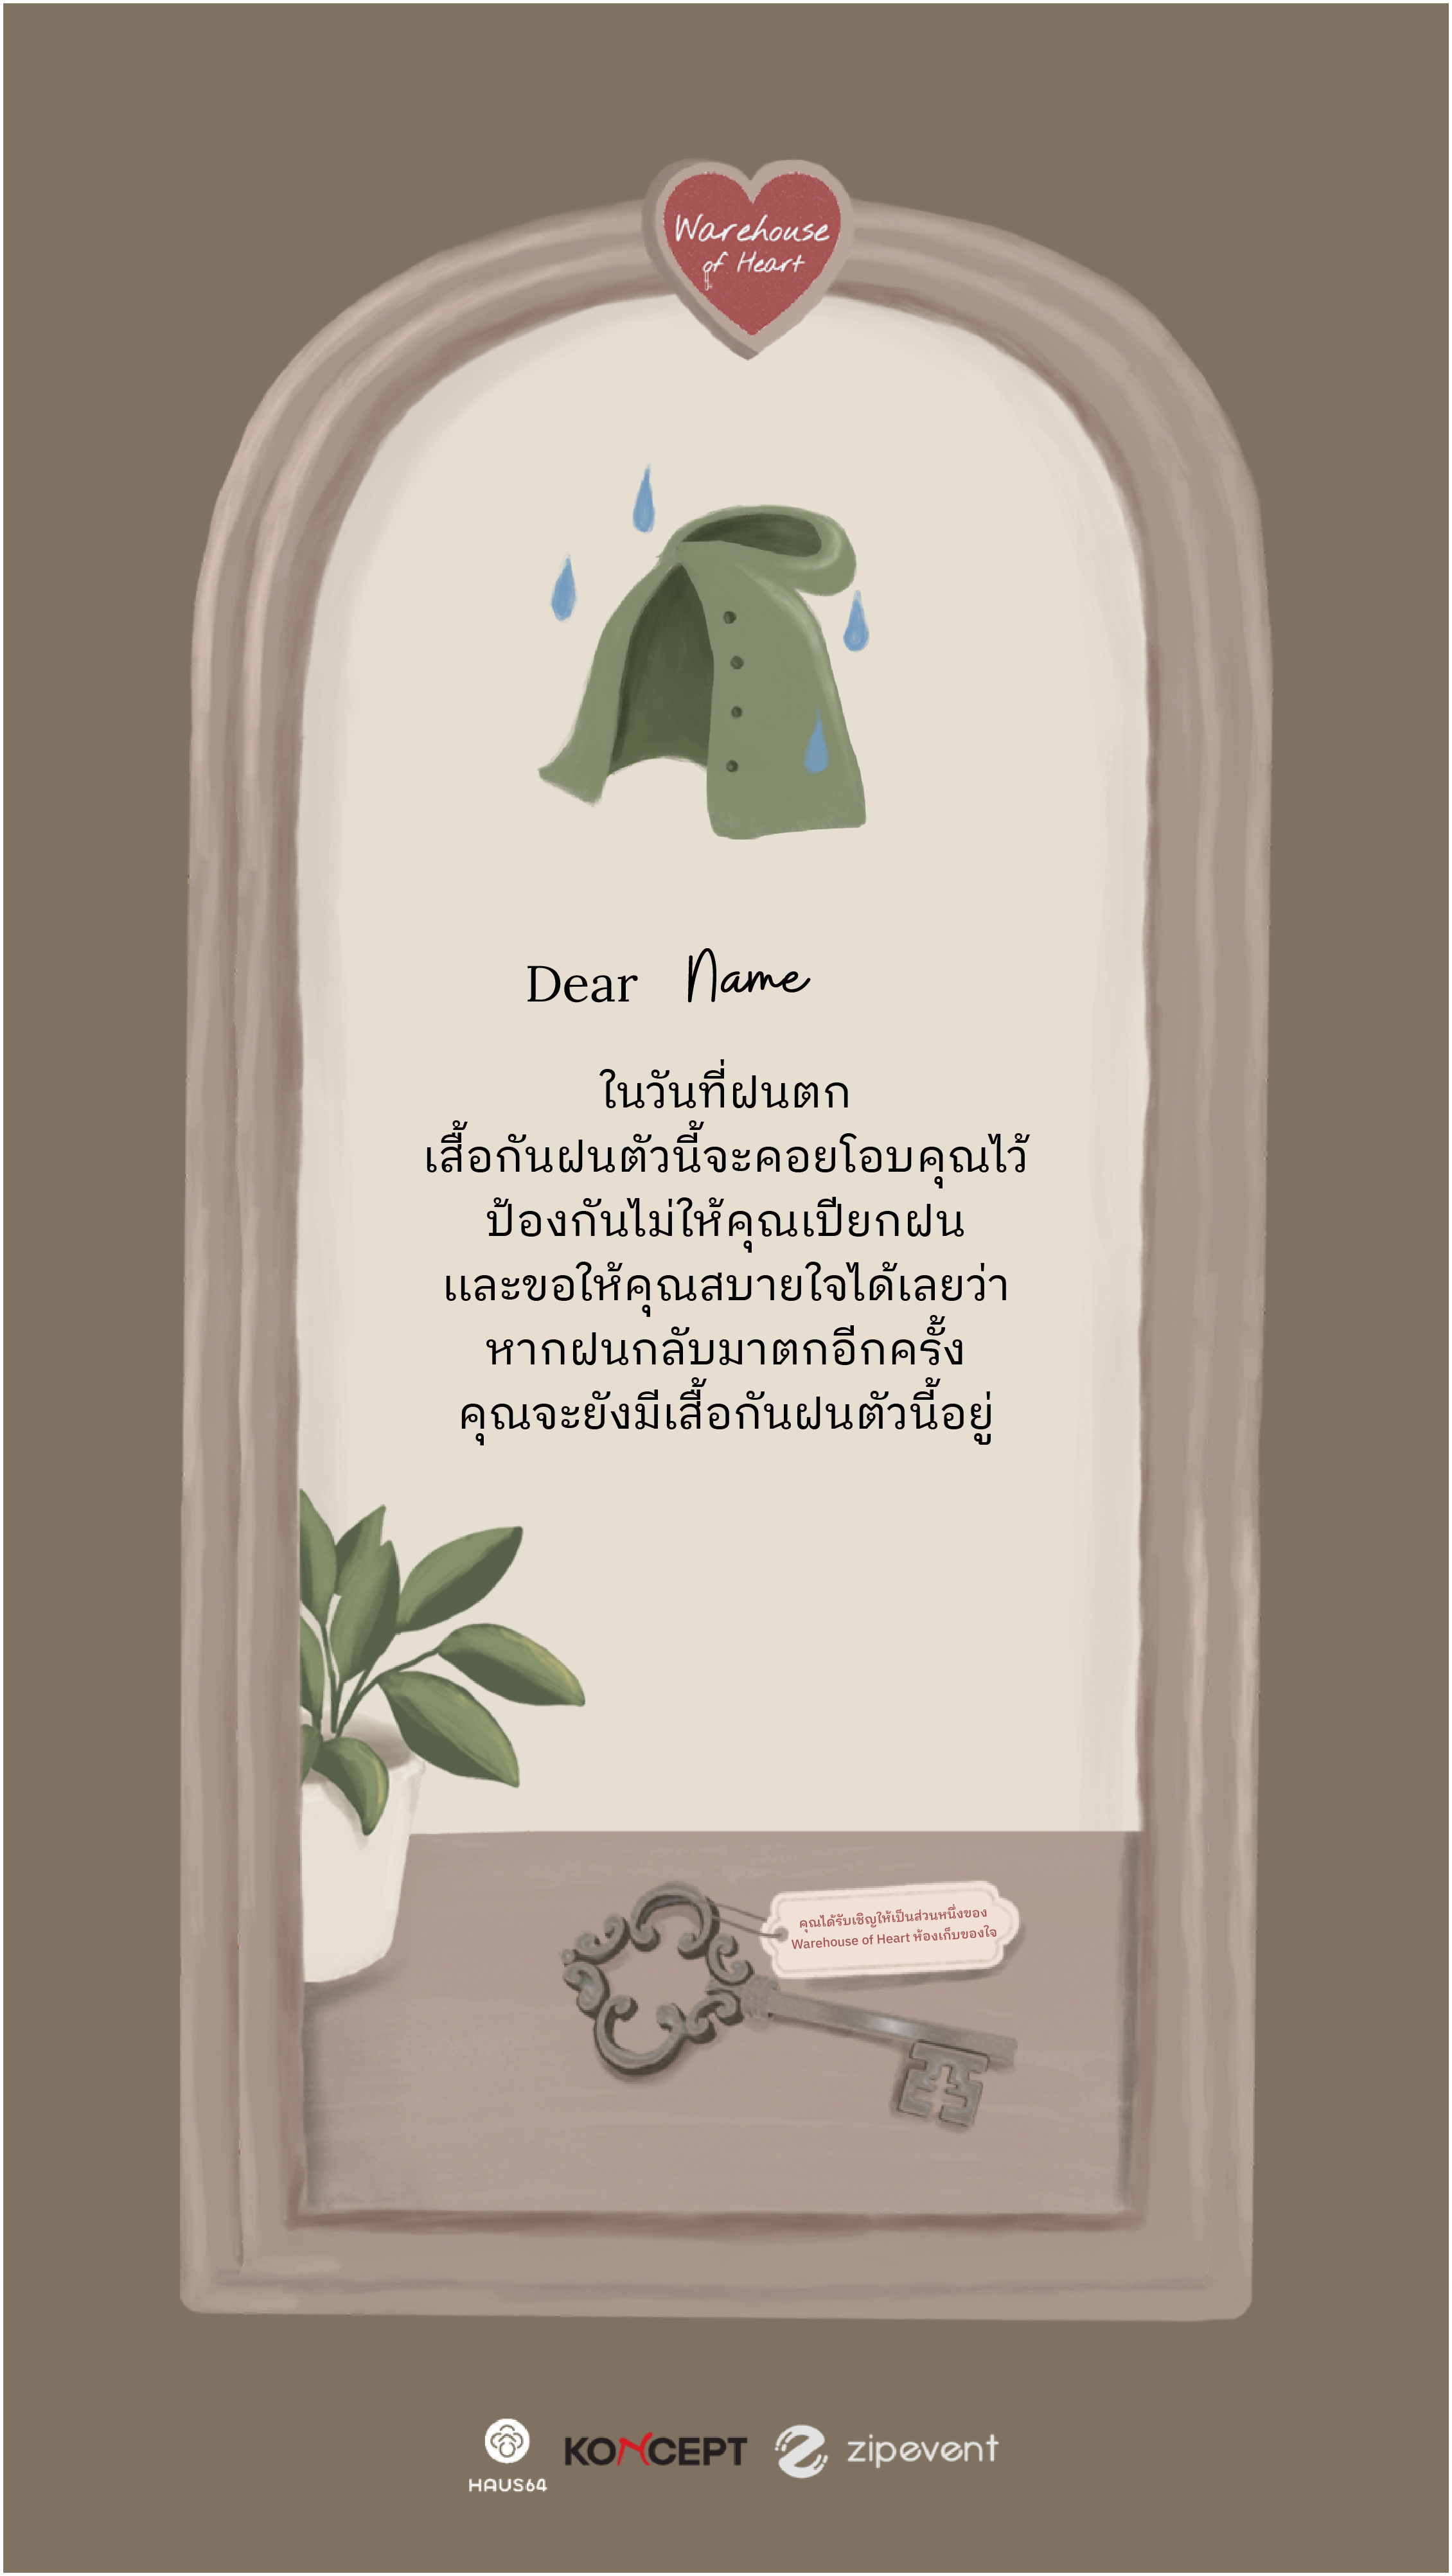 Warehouse
of Heart
Dear Name
ในวันที่ฝนตก
เสื้อกันฝนตัวนี้จะคอยโอบคุณไว้
ป้องกันไม่ให้คุณเปียกฝน
และขอให้คุณสบายใจได้เลยว่า
หากฝนกลับมาตกอีกครั้ง
คุณจะยังมีเสื้อกันฝนตัวนี้อยู่
คุณได้รับเชิญให้เป็นส่วนหนึ่งของ
Warehouse of Heart ห้องเก็บของใจ
HAUS64
KONCEPT
zipevent